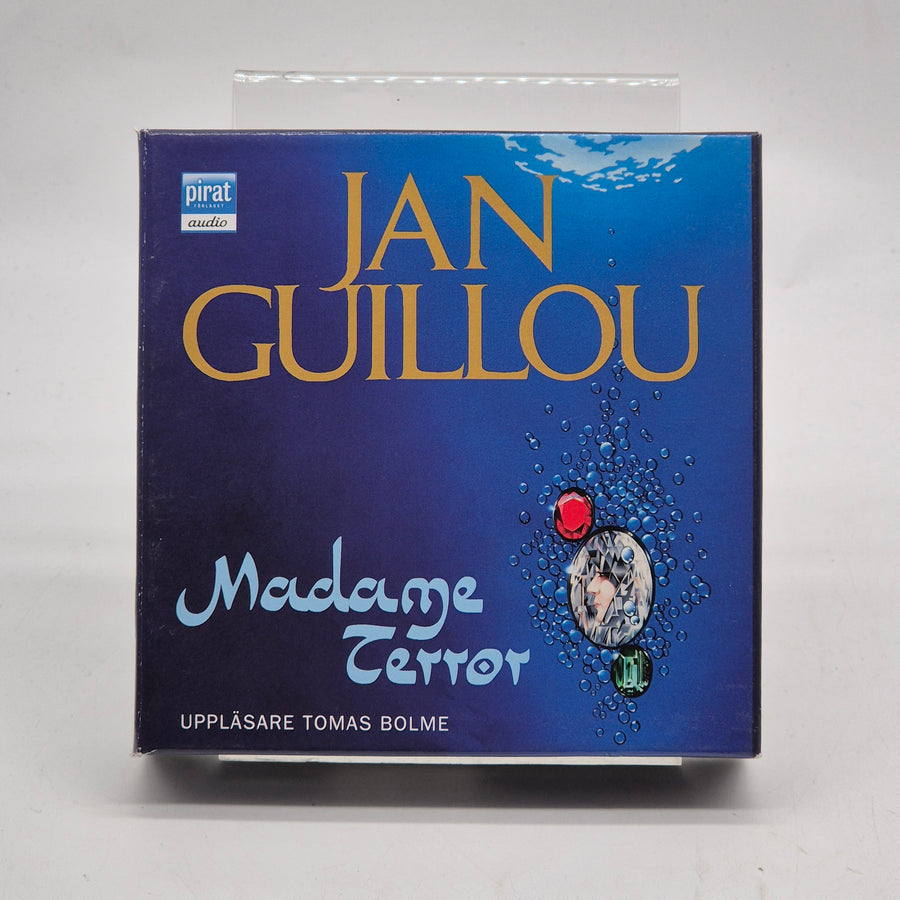 pirat
FÖRLAGET
audio
JAN
GUILLOU
Madame
Terror
UPPLÄSARE TOMAS BOLME